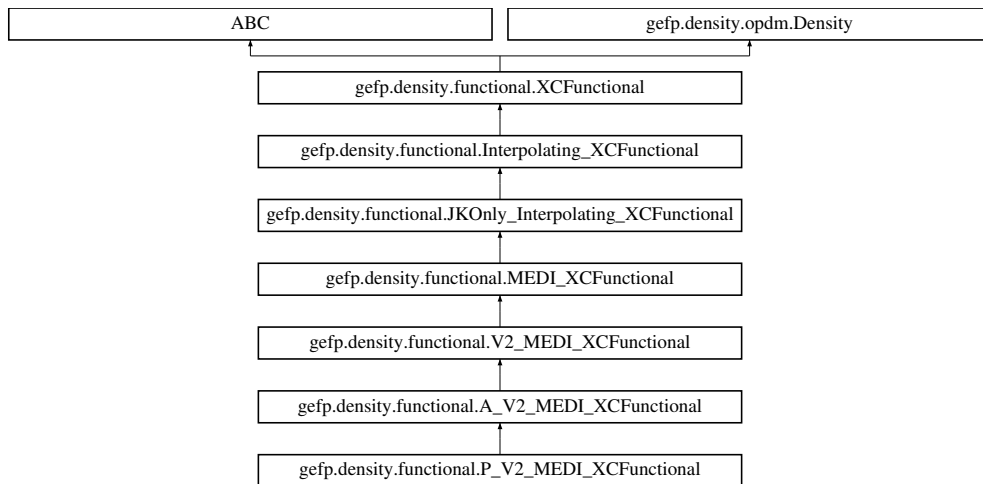 ABC
gefp.density.opdm.Density
gefp.density.functional.XCFunctional
gefp.density.functional.Interpolating_XCFunctional
gefp.density.functional.JKOnly_Interpolating_XCFunctional
gefp.density.functional.MEDI_XCFunctional
gefp.density.functional.V2_MEDI_XCFunctional
gefp.density.functional.A_V2_MEDI_XCFunctional
gefp.density.functional.P_V2_MEDI_XCFunctional